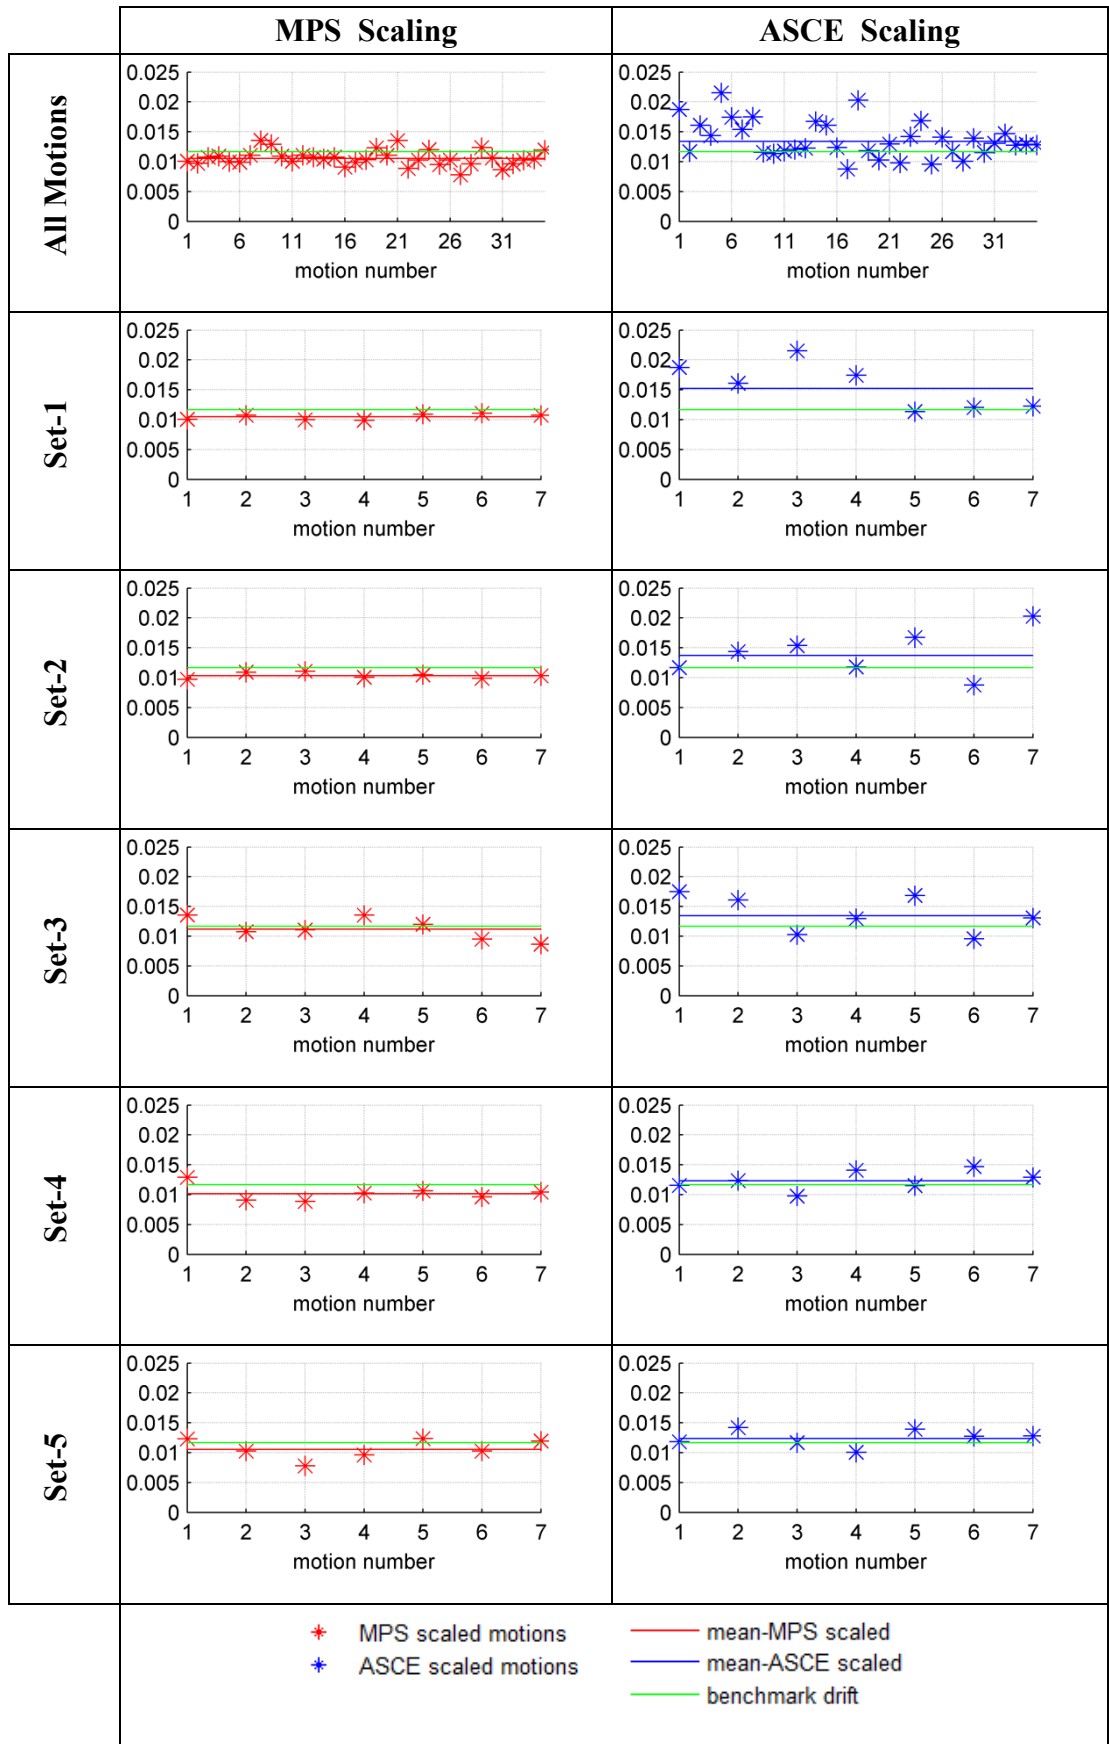 MPS Scaling
ASCE Scaling
All Motions
0.025
0.02
0.015
0.01
0.005
0
1 6 11 16 21 26 31
motion number
0.025
0.02
0.015
0.01
0.005
0
1 6 11 16 21 26 31
motion number
Set-1
0.025
0.02
0.015
0.01
0.005
0
1 2 3 4 5 6 7
motion number
0.025
0.02
0.015
0.01
0.005
0
1 2 3 4 5 6 7
motion number
Set-2
0.025
0.02
0.015
0.01
0.005
0
1 2 3 4 5 6 7
motion number
0.025
0.02
0.015
0.01
0.005
0
1 2 3 4 5 6 7
motion number
Set-3
0.025
0.02
0.015
0.01
0.005
0
1 2 3 4 5 6 7
motion number
0.025
0.02
0.015
0.01
0.005
0
1 2 3 4 5 6 7
motion number
Set-4
0.025
0.02
0.015
0.01
0.005
0
1 2 3 4 5 6 7
motion number
0.025
0.02
0.015
0.01
0.005
0
1 2 3 4 5 6 7
motion number
Set-5
0.025
0.02
0.015
0.01
0.005
0
1 2 3 4 5 6 7
motion number
0.025
0.02
0.015
0.01
0.005
0
1 2 3 4 5 6 7
motion number
MPS scaled motions
ASCE scaled motions
mean-MPS scaled
mean-ASCE scaled
benchmark drift